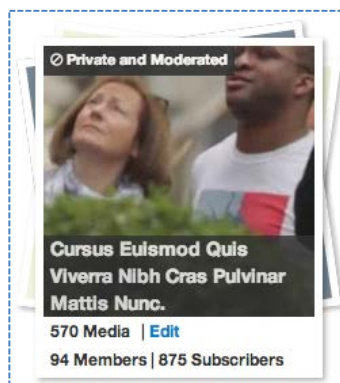 Private and Moderated
Cursus Euismod Quis
Viverra Nibh Cras Pulvinar
Mattis Nunc.
570 Media | Edit
94 Members | 875 Subscribers